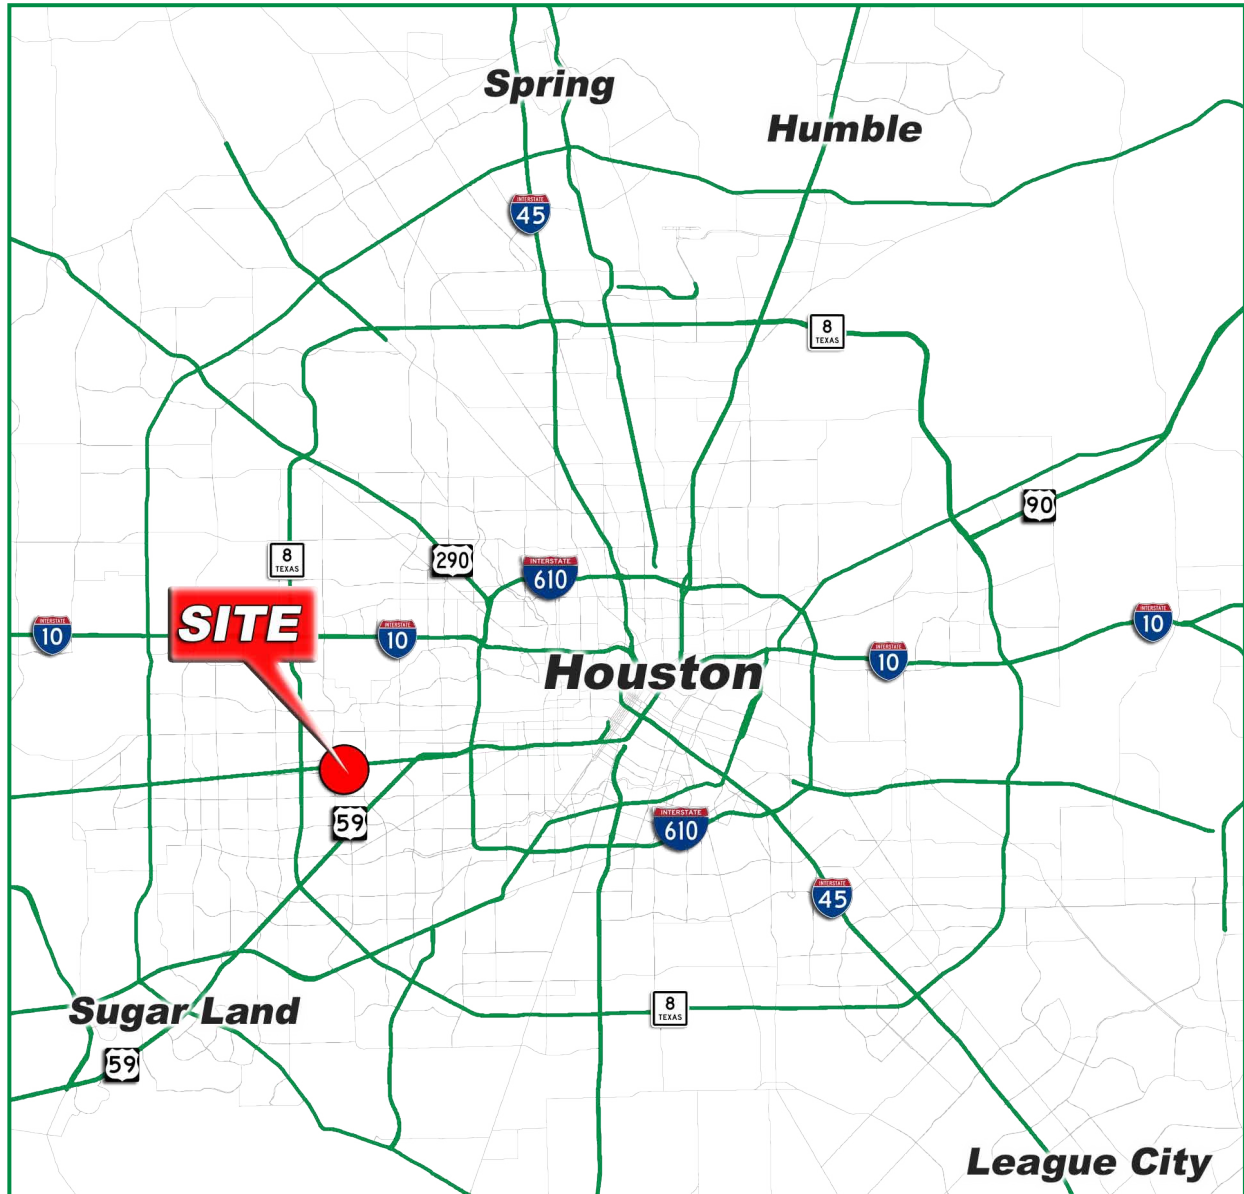 Spring
Humble
INTERSTATE
45
8
TEXAS
90
8
TEXAS
290
INTERSTATE
610
SITE
INTERSTATE
10
INTERSTATE
10
INTERSTATE
10
INTERSTATE
10
Houston
59
INTERSTATE
610
INTERSTATE
45
Sugar Land
8
TEXAS
59
League City